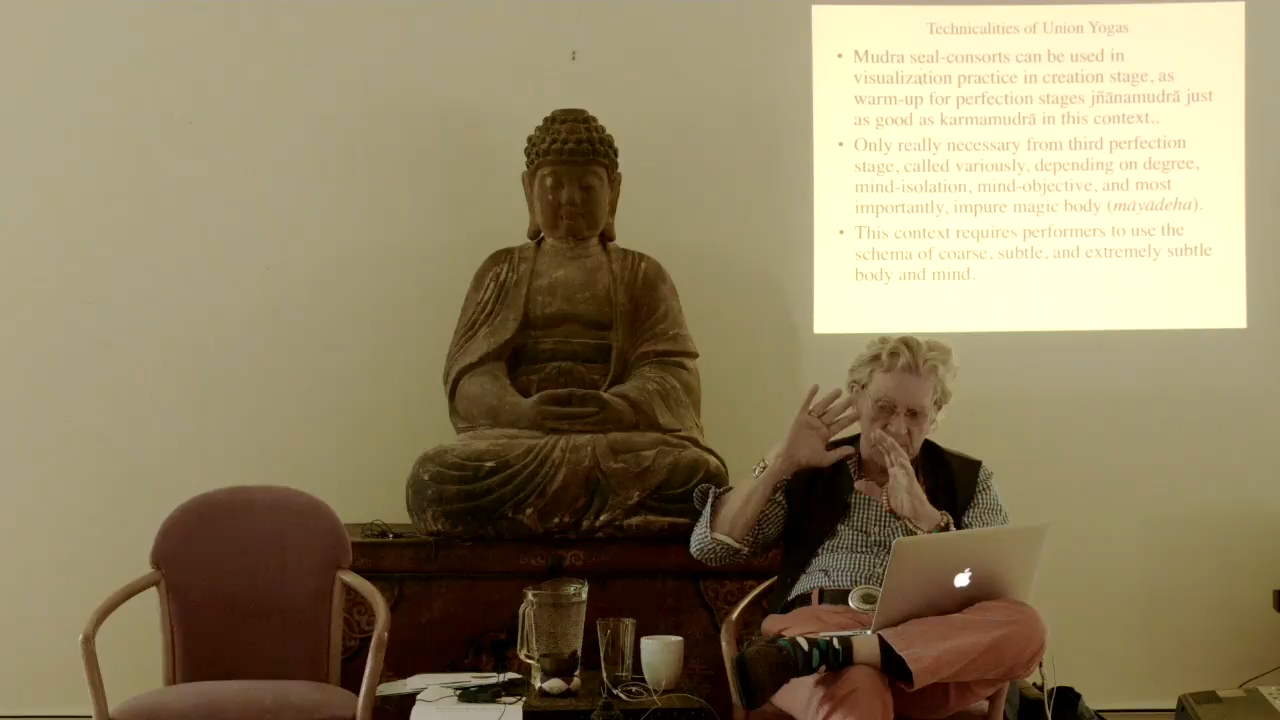 Technicalities of Union Yogas
• Mudra seal-consorts can be used in
visualization practice in creation stage, as
warm-up for perfection stages jñānamudrā just
as good as karmamudrā in this context..
• Only really necessary from third perfection
stage, called variously, depending on degree,
mind-isolation, mind-objective, and most
importantly, impure magic body (māyādeha).
• This context requires performers to use the
schema of coarse, subtle, and extremely subtle
body and mind.